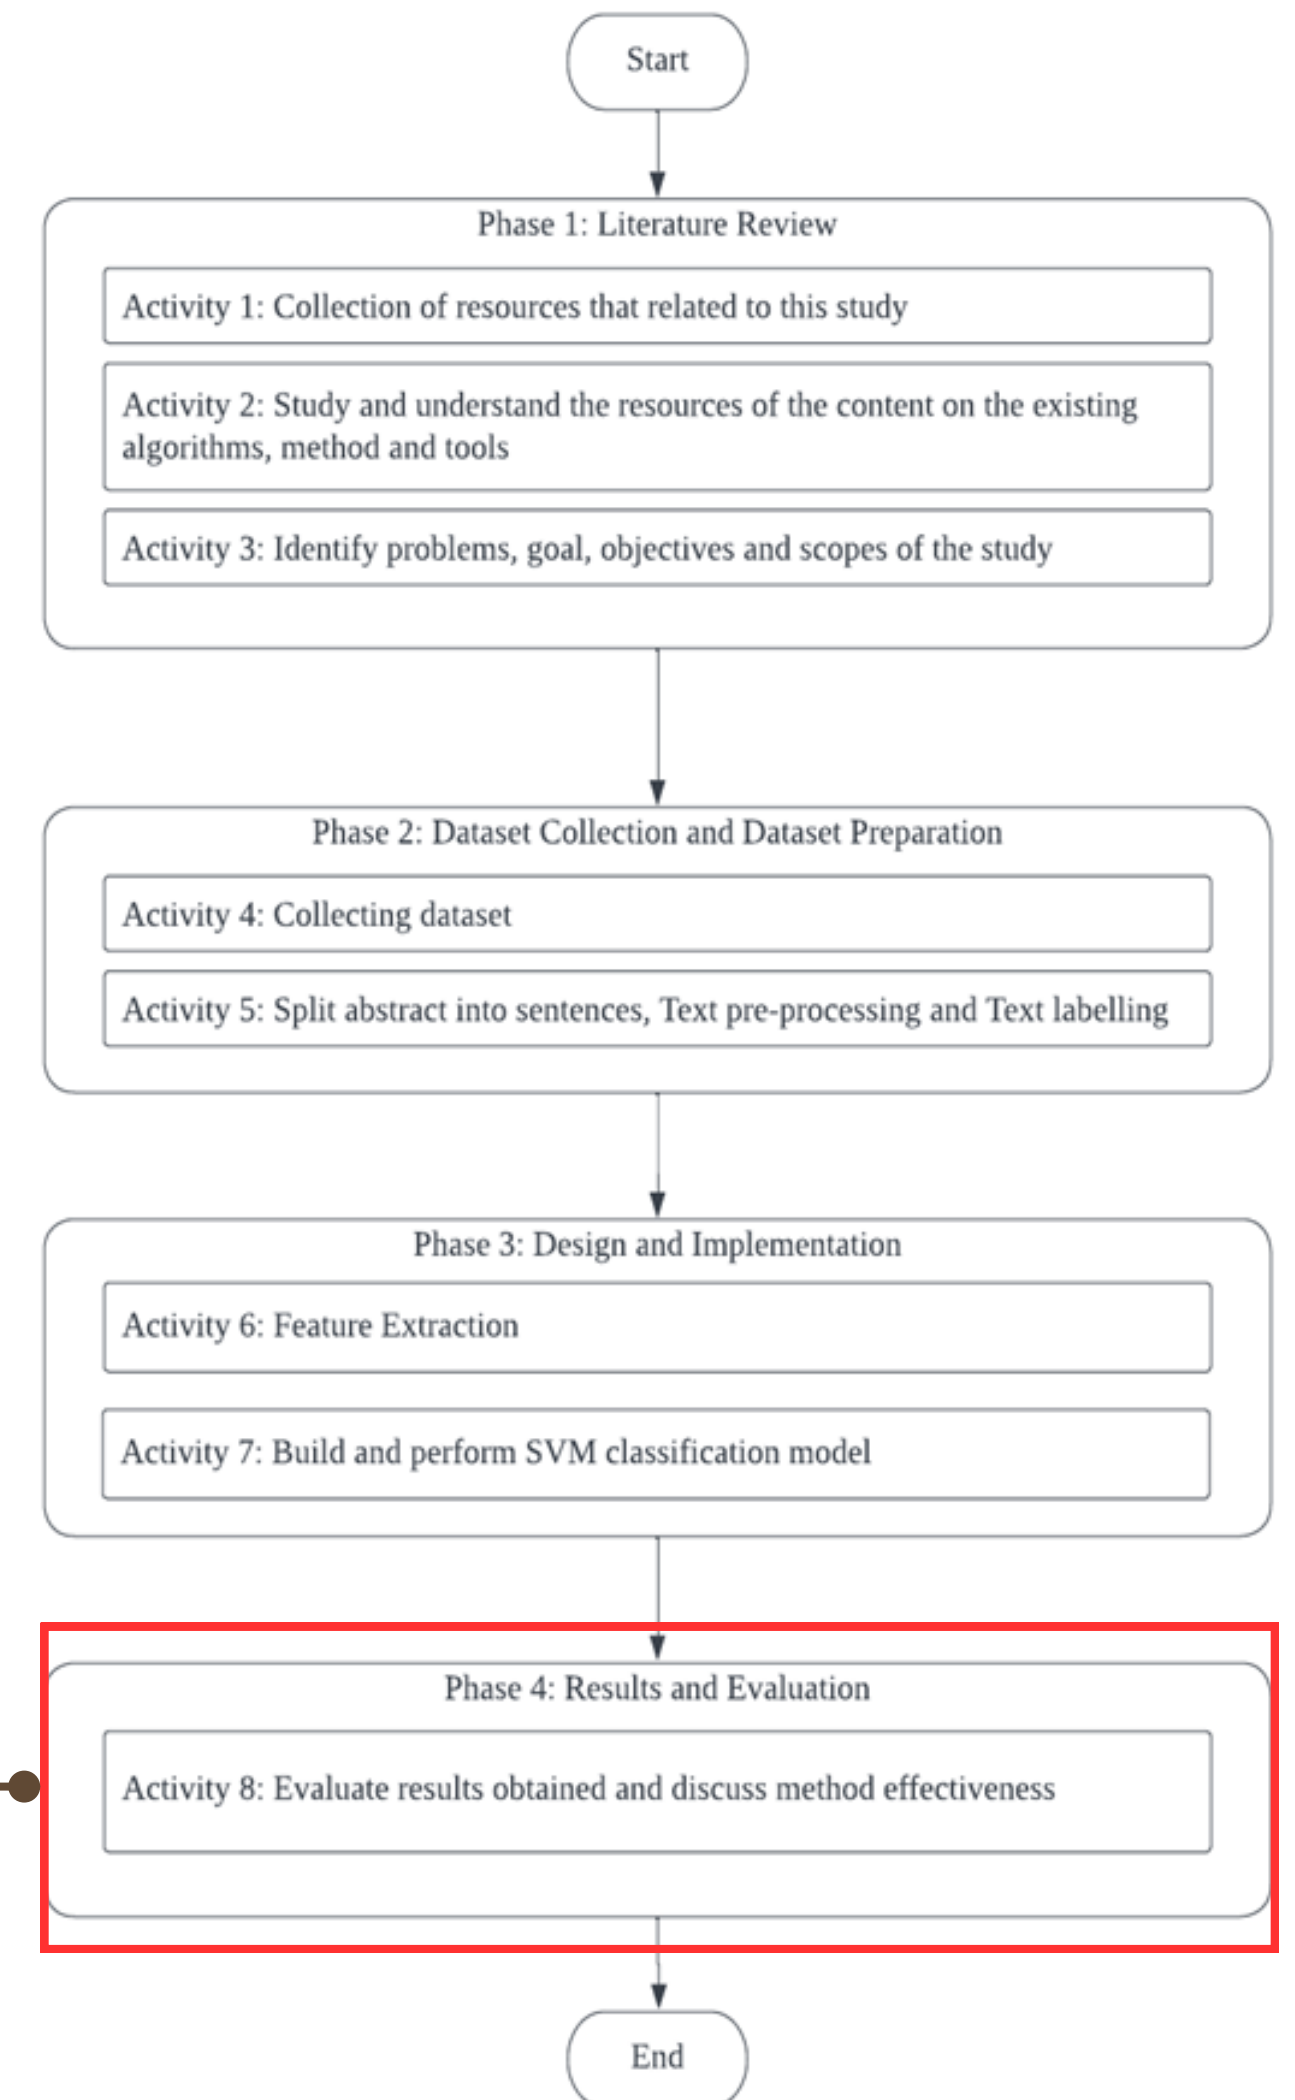 Start
Phase 1: Literature Review
Activity 1: Collection of resources that related to this study
Activity 2: Study and understand the resources of the content on the existing
algorithms, method and tools
Activity 3: Identify problems, goal, objectives and scopes of the study
Phase 2: Dataset Collection and Dataset Preparation
Activity 4: Collecting dataset
Activity 5: Split abstract into sentences, Text pre-processing and Text labelling
Phase 3: Design and Implementation
Activity 6: Feature Extraction
Activity 7: Build and perform SVM classification model
Phase 4: Results and Evaluation
Activity 8: Evaluate results obtained and discuss method effectiveness
End